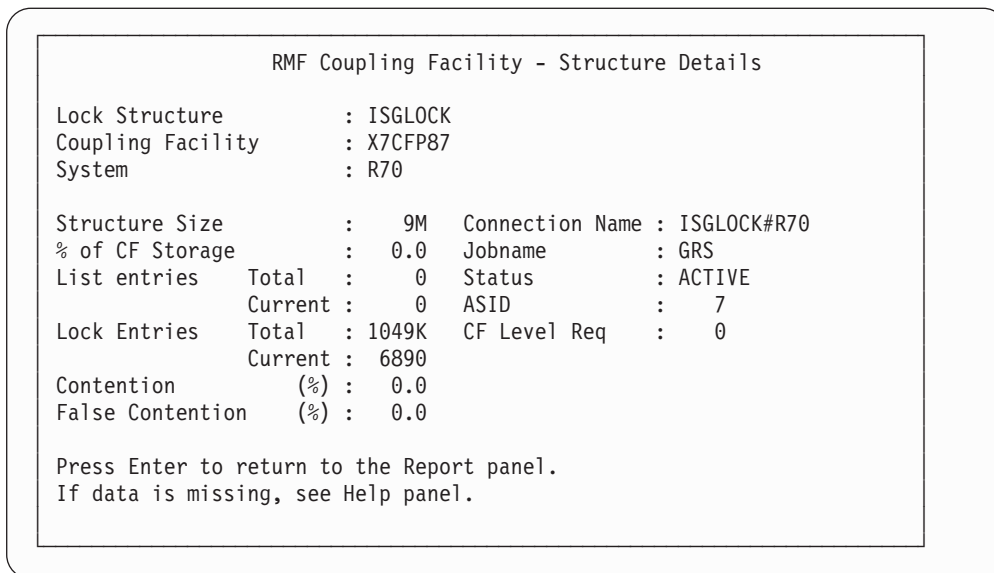 RMF Coupling Facility - Structure Details
Lock Structure : ISGLOCK
Coupling Facility : X7CFP87
System : R70
Structure Size : 9M Connection Name : ISGLOCK#R70
% of CF Storage : 0.0 Jobname : GRS
List entries Total : 0 Status : ACTIVE
Current : 0 ASID : 7
Lock Entries Total : 1049K CF Level Req : 0
Current : 6890
Contention (%) : 0.0
False Contention (%) : 0.0
Press Enter to return to the Report panel.
If data is missing, see Help panel.